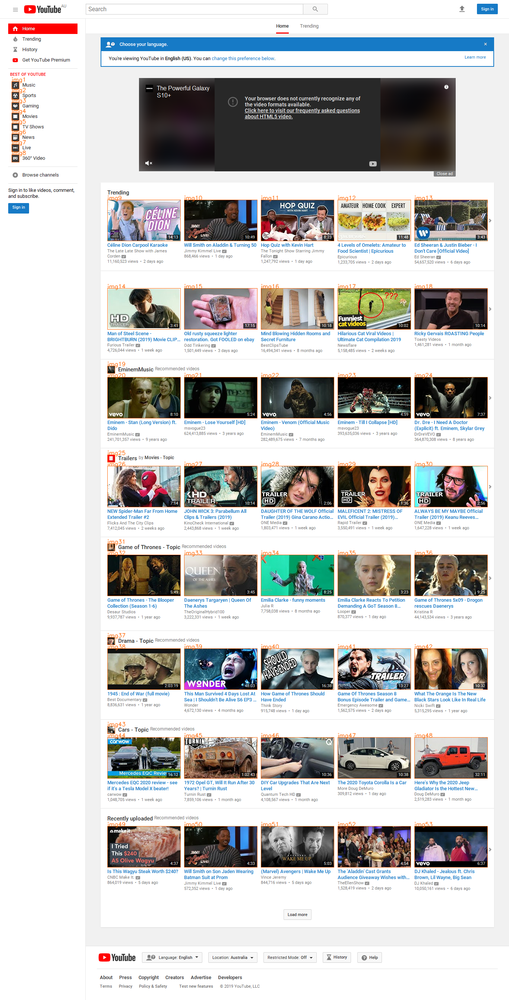 YouTube AU
Search
Sign in
Home
Trending
History
Get YouTube Premium
BEST OF YOUTUBE
img1
Music
img2
Sports
img3
Gaming
img4
Movies
img5
TV Shows
img6
News
img7
Live
img8
360° Video
Browse channels
Sign in to like videos, comment,
and subscribe.
Sign in
Home Trending
Choose your language. ×
You're viewing YouTube in English (US). You can change this preference below. Learn more
The Powerful Galaxy
S10+
Your browser does not currently recognize any of
the video formats available.
Click here to visit our frequently asked questions
about HTML5 video.
Close ad
Trending
img9 img10 img11 img12 img13
CÉLINE
DION
14:13
JIMMY
Kimmel
LIVE!
10:49
HOP QUIZ
WITH KEVIN HART
8:23
AMATEUR HOME COOK EXPERT
epicurious
11:48
3:43
Céline Dion Carpool Karaoke
The Late Late Show with James
Corden
11,160,523 views • 2 days ago
Will Smith on Aladdin & Turning 50
Jimmy Kimmel Live
868,466 views • 1 day ago
Hop Quiz with Kevin Hart
The Tonight Show Starring Jimmy
Fallon
1,247,792 views • 1 day ago
4 Levels of Omelets: Amateur to
Food Scientist | Epicurious
Epicurious
1,233,705 views • 2 days ago
Ed Sheeran & Justin Bieber - I
Don't Care [Official Video]
Ed Sheeran
54,657,520 views • 6 days ago
img14 img15 img16 img17 img18
HD
TRAILER
3:41
17:15
10:18
???
Funniest
cat videos
10:02
10:14
Man of Steel Scene -
BRIGHTBURN (2019) Movie CLIP...
Furious Trailer
4,726,044 views • 1 week ago
Old rusty squeeze lighter
restoration. Got FOOLED on ebay
Odd Tinkering
1,501,449 views • 3 days ago
Mind Blowing Hidden Rooms and
Secret Furniture
BestClipsTube
16,494,341 views • 8 months ago
Hilarious Cat Viral Videos |
Ultimate Cat Compilation 2019
Newsflare
5,158,485 views • 2 weeks ago
Ricky Gervais ROASTING People
Toasty Videos
1,461,281 views • 1 month ago
img19
EminemMusic Recommended videos
img20 img21 img22 img23 img24
vevo 8:10
5:24
vevo 4:56
4:59
vevo 7:37
Eminem - Stan (Long Version) ft.
Dido
EminemMusic
241,701,357 views • 9 years ago
Eminem - Lose Yourself [HD]
msvogue23
624,413,885 views • 3 years ago
Eminem - Venom (Official Music
Video)
EminemMusic
282,489,675 views • 7 months ago
Eminem - Till I Collapse [HD]
msvogue23
393,635,036 views • 3 years ago
Dr. Dre - I Need A Doctor
(Explicit) ft. Eminem, Skylar Grey
DrDreVEVO
364,870,308 views • 8 years ago
img25
Trailers by Movies - Topic
img26 img27 img28 img29 img30
7:14
KHD
TRAILER
10:14
TRAILER
HD
2:06
TRAILER
HD
1:36
TRAILER
HD
2:56
NEW Spider-Man Far From Home
Extended Trailer #2
Flicks And The City Clips
7,412,045 views • 2 weeks ago
JOHN WICK 3: Parabellum All
Clips & Trailers (2019)
KinoCheck International
2,443,868 views • 1 week ago
DAUGHTER OF THE WOLF Official
Trailer (2019) Gina Carano Actio...
ONE Media
1,803,471 views • 1 week ago
MALEFICENT 2: MISTRESS OF
EVIL Official Trailer (2019)...
Rapid Trailer
3,550,491 views • 1 week ago
ALWAYS BE MY MAYBE Official
Trailer (2019) Keanu Reeves...
ONE Media
1,647,228 views • 1 week ago
img31
Game of Thrones - Topic Recommended videos
img32 img33 img34 img35 img36
5:49
QUEEN
OF THE ASHES
3:45
8:25
3:23
9:25
Game of Thrones - The Blooper
Collection (Season 1-6)
Desaur Studios
9,937,787 views • 1 year ago
Daenerys Targaryen | Queen Of
The Ashes
TheOriginalHybrid100
3,222,331 views • 1 week ago
Emilia Clarke - funny moments
Julia R
7,758,038 views • 8 months ago
Emilia Clarke Reacts To Petition
Demanding A GoT Season 8...
Looper
870,377 views • 1 day ago
Game of Thrones 5x09 - Drogon
rescues Daenerys
Kristina R
44,143,534 views • 3 years ago
img37
Drama - Topic Recommended videos
img38 img39 img40 img41 img42
2:03:19
WONDER
48:03
SHOULD
HAVE ENDED
16:38
TRAILER
13:27
10:32
1945 : End of War (full movie)
Best Documentary
8,836,631 views • 1 year ago
This Man Survived 4 Days Lost At
Sea | I Shouldn't Be Alive S6 EP3 ...
Wonder
4,672,130 views • 4 months ago
How Game of Thrones Should
Have Ended
Think Story
915,748 views • 1 day ago
Game Of Thrones Season 8
Bonus Episode Trailer and Game...
Emergency Awesome
1,562,575 views • 2 days ago
What The Orange Is The New
Black Stars Look Like In Real Life
Nicki Swift
5,315,295 views • 1 year ago
img43
Cars - Topic Recommended videos
img44 img45 img46 img47 img48
carwow
Mercedes EQC Review
16:12
TURNIN
RUST
1:02:43
10:36
10:38
32:11
Mercedes EQC 2020 review - see
if it's a Tesla Model X beater!
carwow
1,048,705 views • 1 week ago
1972 Opel GT, Will It Run After 30
Years? | Turnin Rust
Turnin Rust
7,859,106 views • 1 month ago
DIY Car Upgrades That Are Next
Level
Quantum Tech HD
4,108,567 views • 1 month ago
The 2020 Toyota Corolla Is a Car
More Doug DeMuro
309,812 views • 1 day ago
Here's Why the 2020 Jeep
Gladiator Is the Hottest New...
Doug DeMuro
2,519,283 views • 1 month ago
Recently uploaded Recommended videos
img49 img50 img51 img52 img53
make it
I Tried
This $240
A5 Olive Wagyu
4:37
JIMMY
Kimmel
LIVE!
4:33
AVENGERS
WAKE ME UP
5:03
4:54
vevo 6:37
Is This Wagyu Steak Worth $240?
CNBC Make It.
864,019 views • 5 days ago
Will Smith on Son Jaden Wearing
Batman Suit at Prom
Jimmy Kimmel Live
572,352 views • 1 day ago
(Marvel) Avengers | Wake Me Up
Vince Jeremy
844,716 views • 5 days ago
The 'Aladdin' Cast Grants
Audience Giveaway Wishes with...
TheEllenShow
1,528,419 views • 2 days ago
DJ Khaled - Jealous ft. Chris
Brown, Lil Wayne, Big Sean
DJ Khaled
10,050,161 views • 6 days ago
Load more
YouTube Language: English Location: Australia Restricted Mode: Off History Help
About Press Copyright Creators Advertise Developers
Terms Privacy Policy & Safety Test new features © 2019 YouTube, LLC